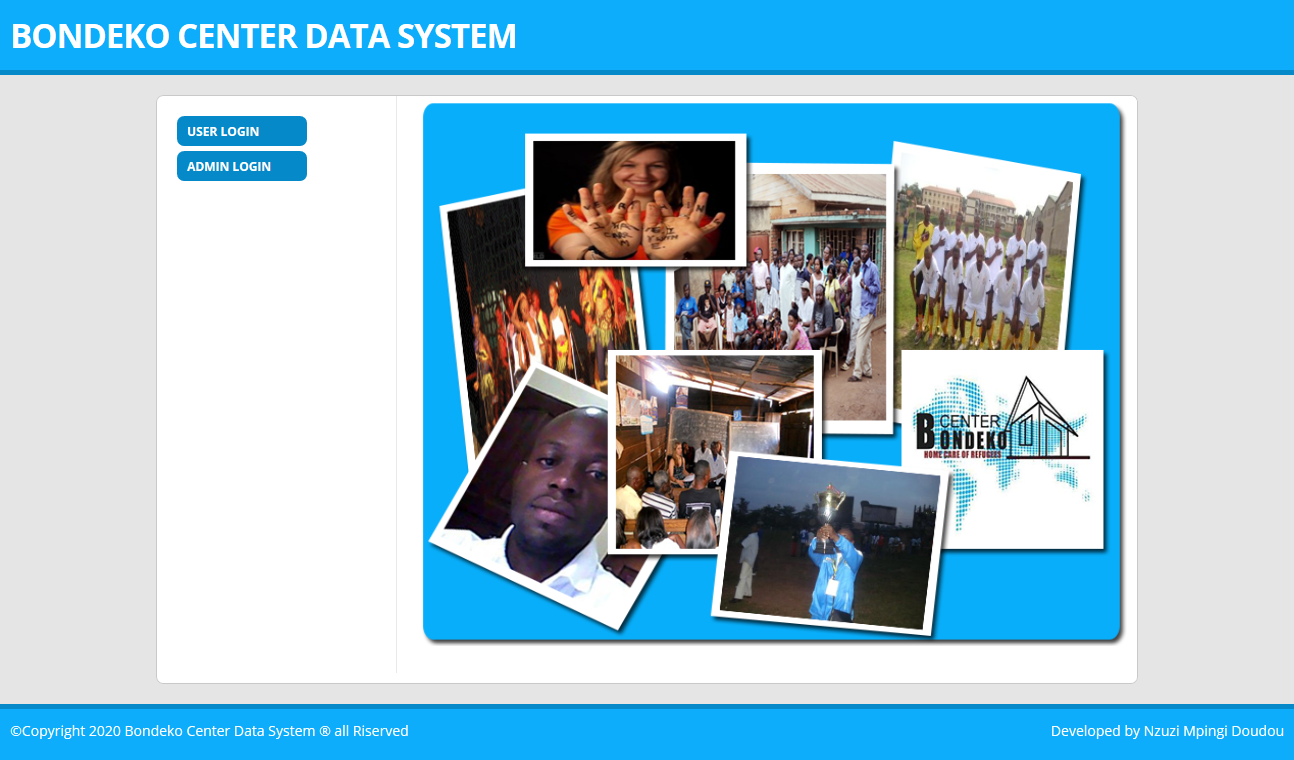 BONDEKO CENTER DATA SYSTEM
USER LOGIN
ADMIN LOGIN
CENTER
BONDEKO
HOME CARE OF REFUGEES
©Copyright 2020 Bondeko Center Data System ® all Riserved
Developed by Nzuzi Mpingi Doudou